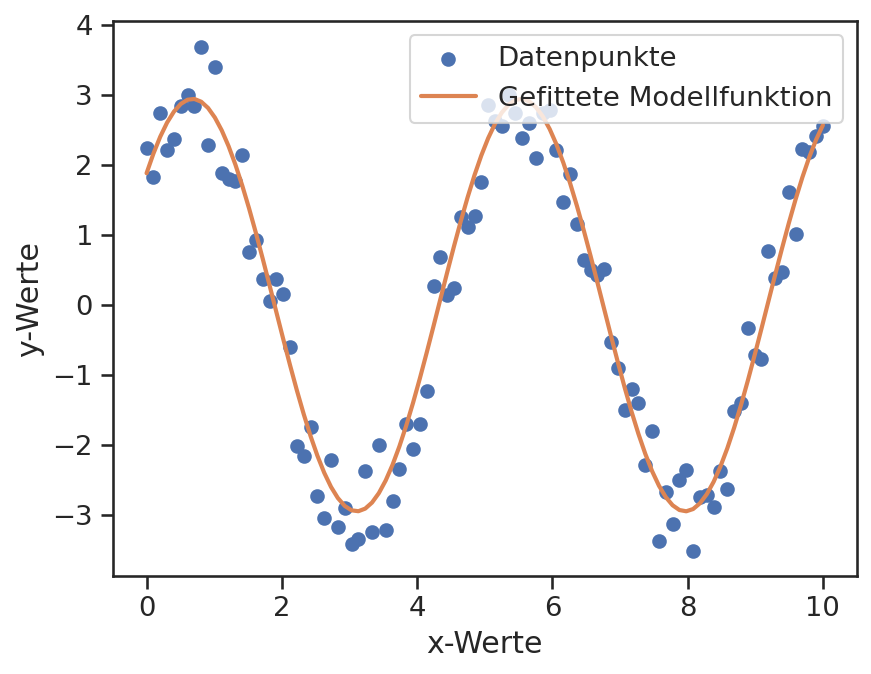 Datenpunkte
Gefittete Modellfunktion
4
3
2
1
0
−1
−2
−3
y-Werte
0 2 4 6 8 10
x-Werte